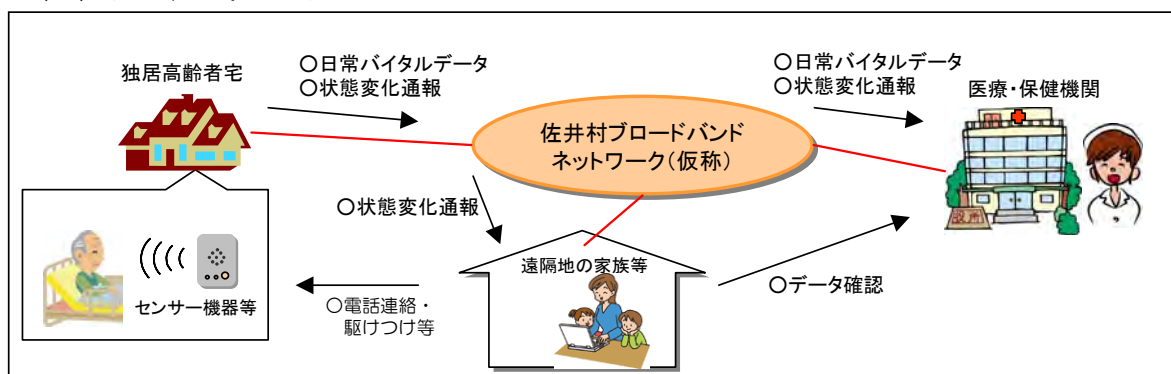 独居高齢者宅
○日常バイタルデータ
○状態変化通報
○日常バイタルデータ
○状態変化通報
医療・保健機関
佐井村ブロードバンド
ネットワーク(仮称)
○状態変化通報
遠隔地の家族等
センサー機器等
○電話連絡・
駆けつけ等
○データ確認
役所